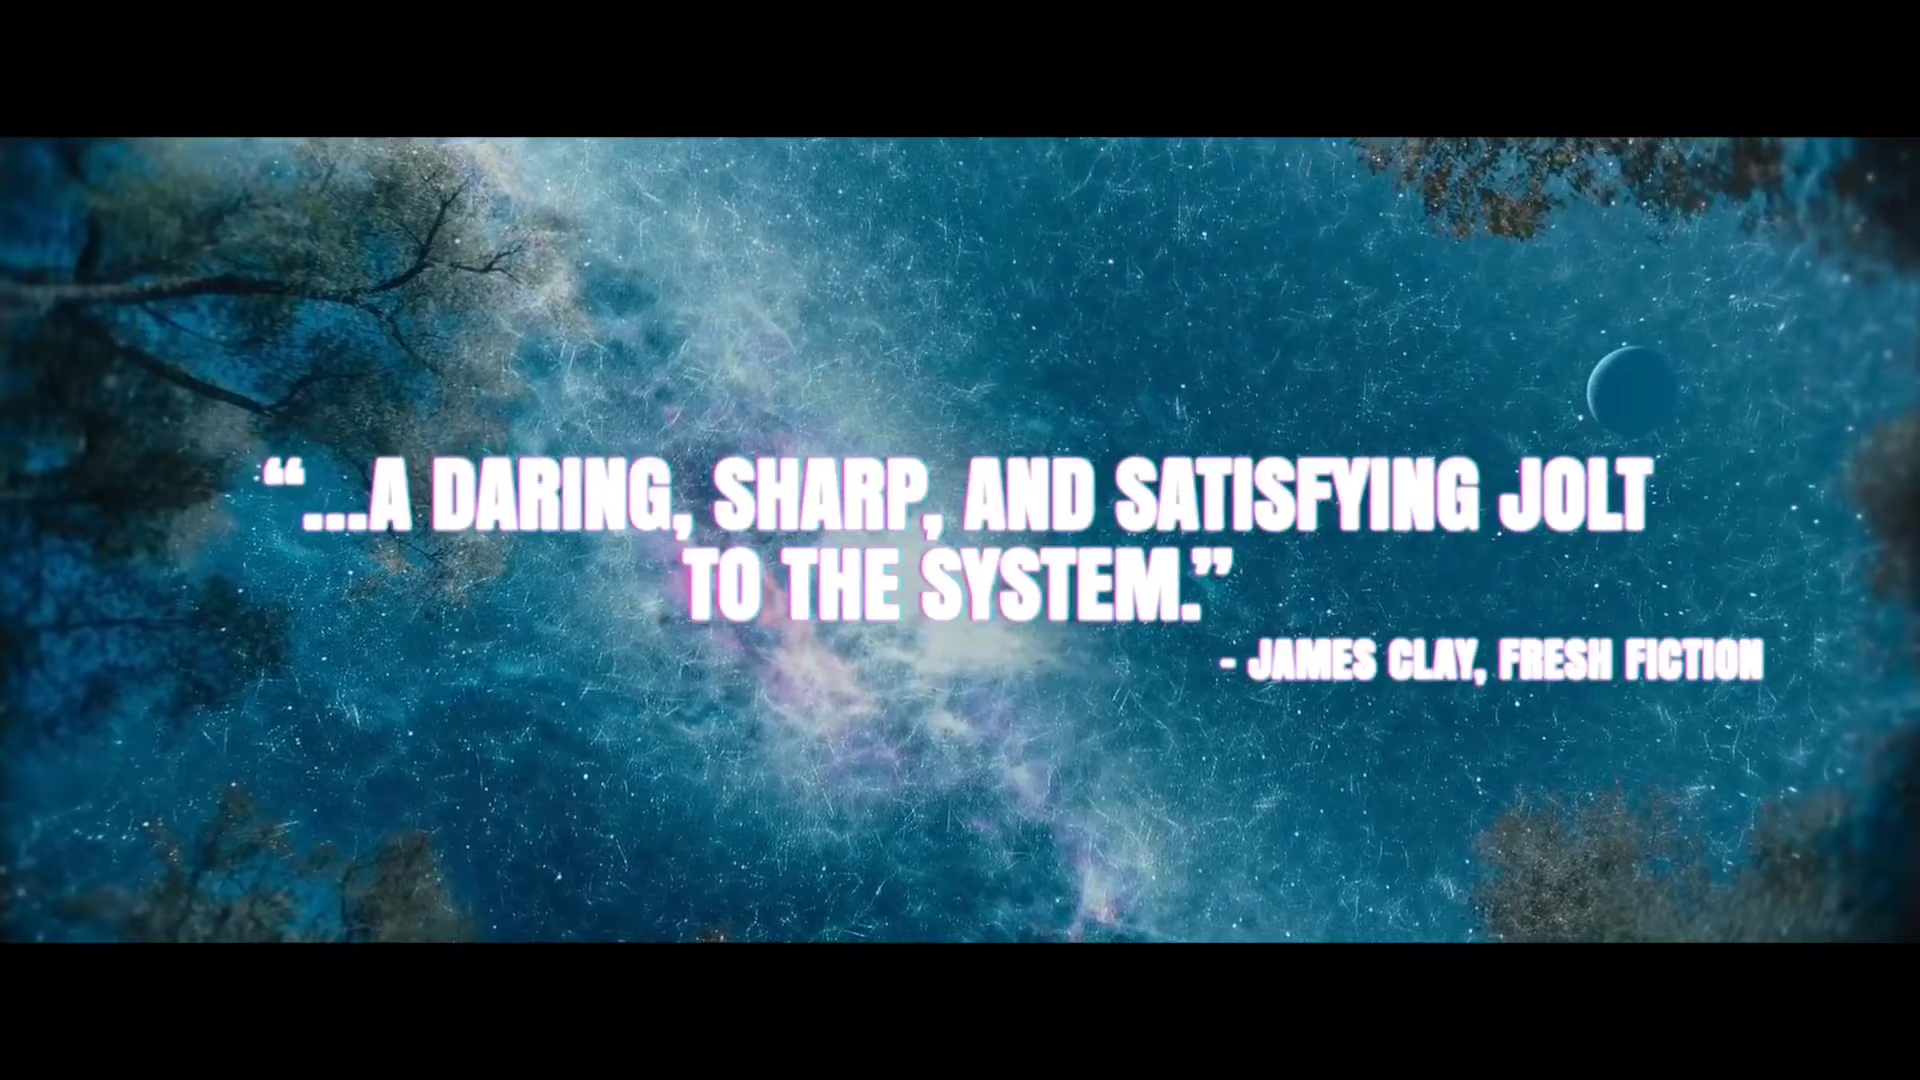 “...A DARING, SHARP, AND SATISFYING JOLT
TO THE SYSTEM.”
- JAMES CLAY, FRESH FICTION